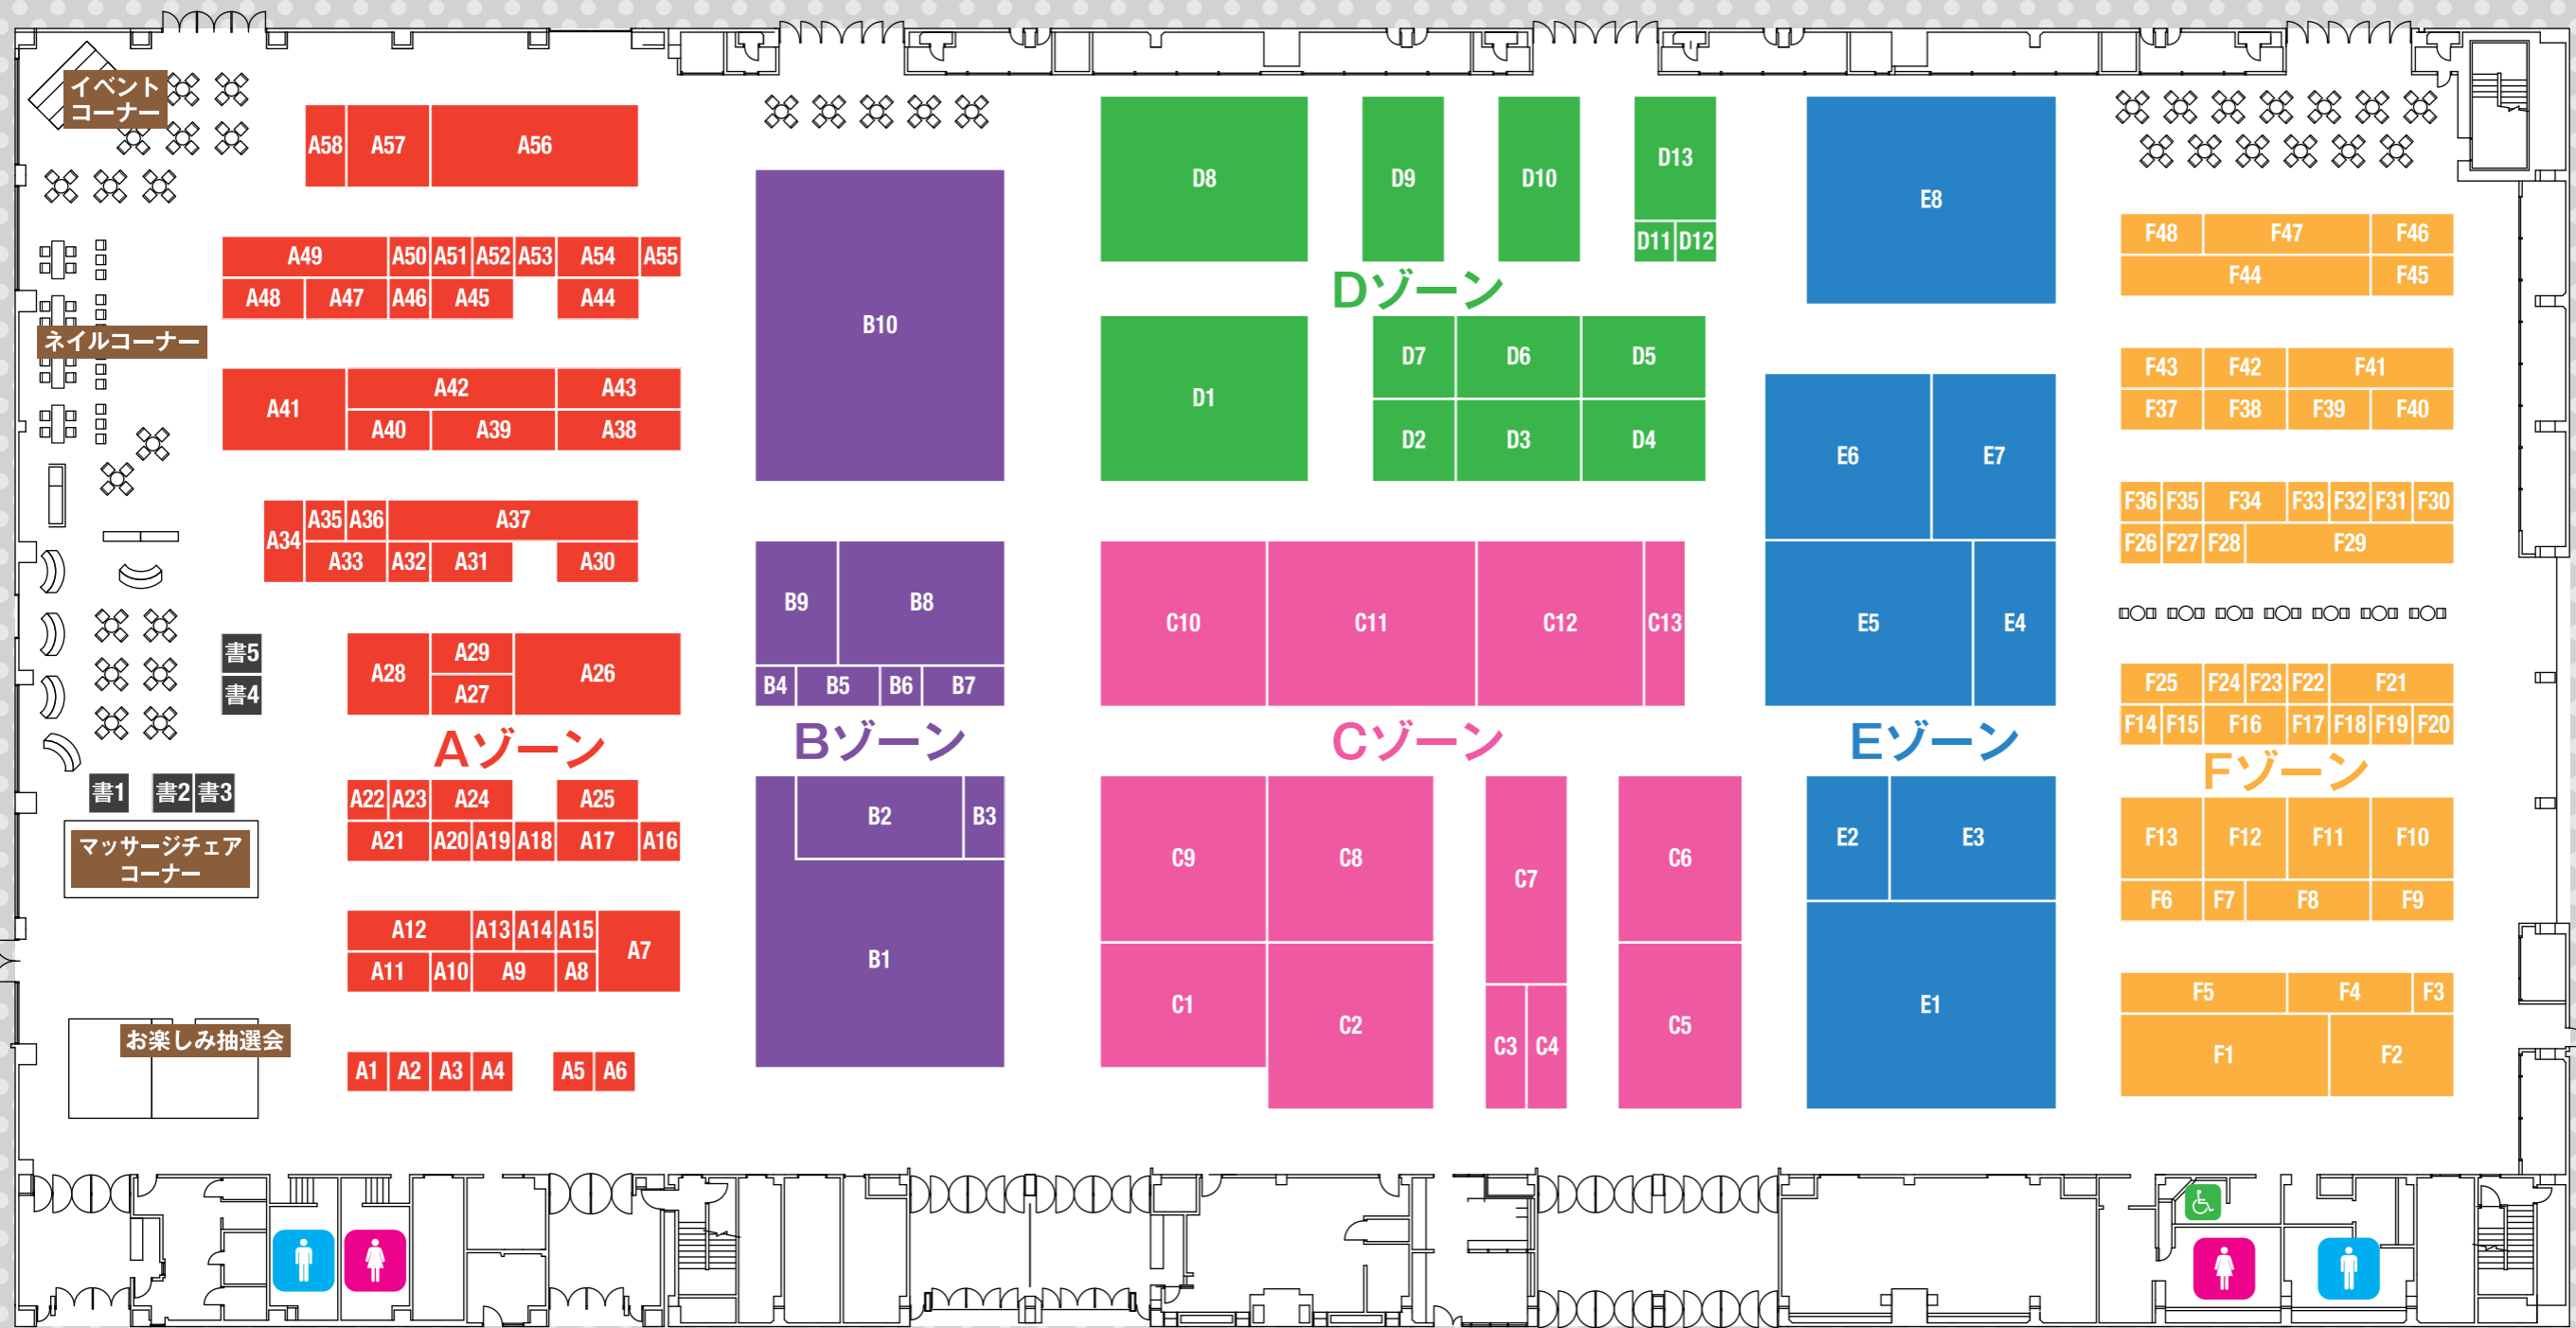 イベント
コーナー
A58 A57 A56
A49 A50 A51 A52 A53 A54 A55
A48 A47 A46 A45 A44
ネイルコーナー
A41 A42 A43
A40 A39 A38
A34 A35 A36 A37
A33 A32 A31 A30
書5
書4
A28 A29 A26
A27
Aゾーン
書1 書2 書3
マッサージチェア
コーナー
A22 A23 A24 A25
A21 A20 A19 A18 A17 A16
A12 A13 A14 A15 A7
A11 A10 A9 A8
お楽しみ抽選会
A1 A2 A3 A4 A5 A6
B10
B9 B8
B4 B5 B6 B7
Bゾーン
B2 B3
B1
D8 D9 D10 D13
D11 D12
Dゾーン
D1 D7 D6 D5
D2 D3 D4
C10 C11 C12 C13
Cゾーン
C9 C8 C7 C6
C1 C2 C3 C4 C5
E8
E6 E7
E5 E4
Eゾーン
E2 E3
E1
F48 F47 F46
F44 F45
F43 F42 F41
F37 F38 F39 F40
F36 F35 F34 F33 F32 F31 F30
F26 F27 F28 F29
F25 F24 F23 F22 F21
F14 F15 F16 F17 F18 F19 F20
Fゾーン
F13 F12 F11 F10
F6 F7 F8 F9
F5 F4 F3
F1 F2